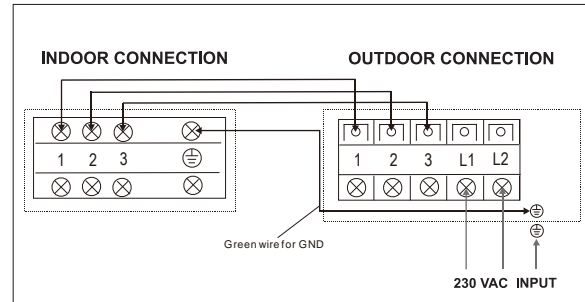 INDOOR CONNECTION
OUTDOOR CONNECTION
1 2 3
1 2 3 L1 L2
Green wire for GND
230 VAC INPUT